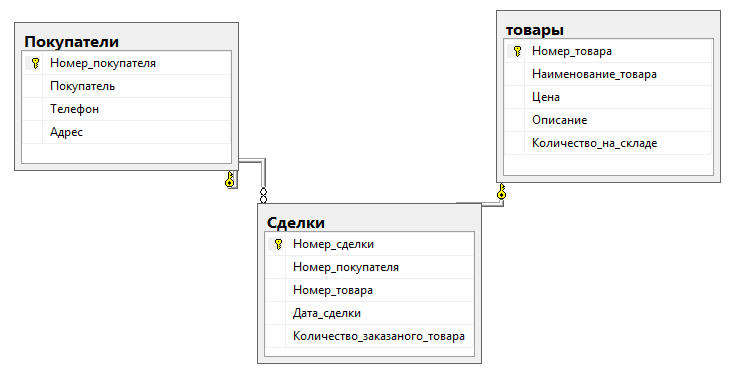 Покупатели
Номер_покупателя
Покупатель
Телефон
Адрес
товары
Номер_товара
Наименование_товара
Цена
Описание
Количество_на_складе
Сделки
Номер_сделки
Номер_покупателя
Номер_товара
Дата_сделки
Количество_заказаного_товара